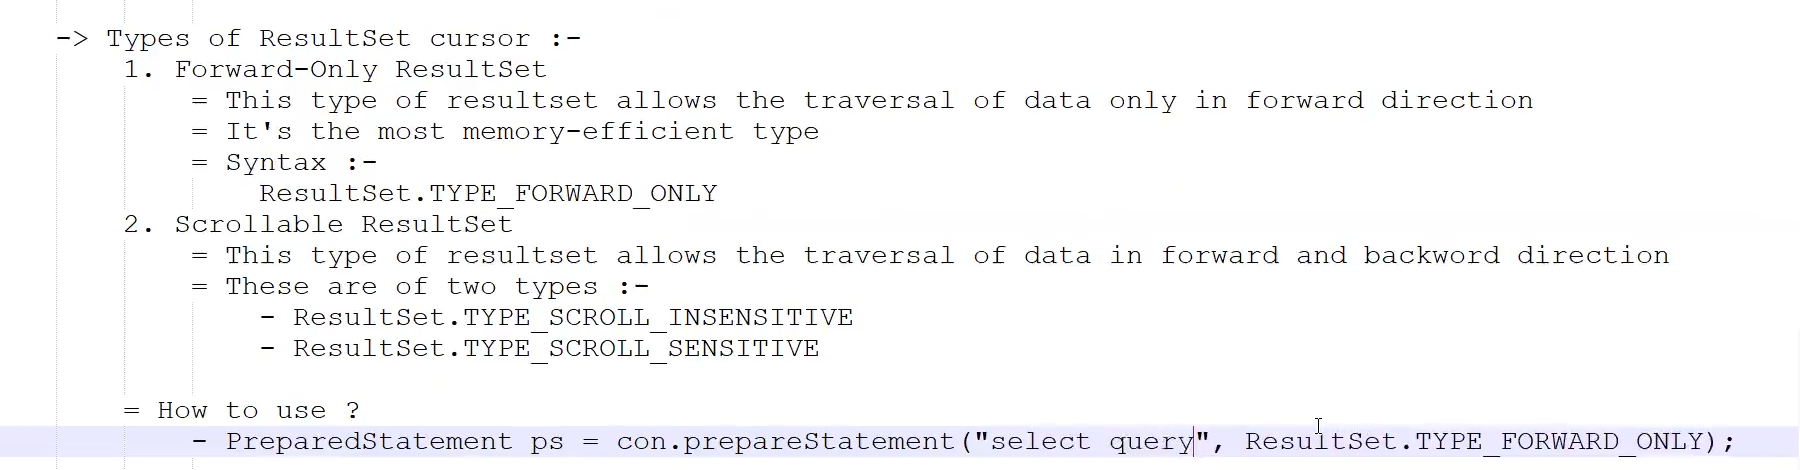 -> Types of ResultSet cursor :-
1. Forward-Only ResultSet
= This type of resultset allows the traversal of data only in forward direction
= It's the most memory-efficient type
= Syntax :-
ResultSet.TYPE_FORWARD_ONLY
2. Scrollable ResultSet
= This type of resultset allows the traversal of data in forward and backword direction
= These are of two types :-
- ResultSet.TYPE_SCROLL_INSENSITIVE
- ResultSet.TYPE_SCROLL_SENSITIVE
= How to use ?
- PreparedStatement ps = con.prepareStatement("select query", ResultSet.TYPE_FORWARD_ONLY);